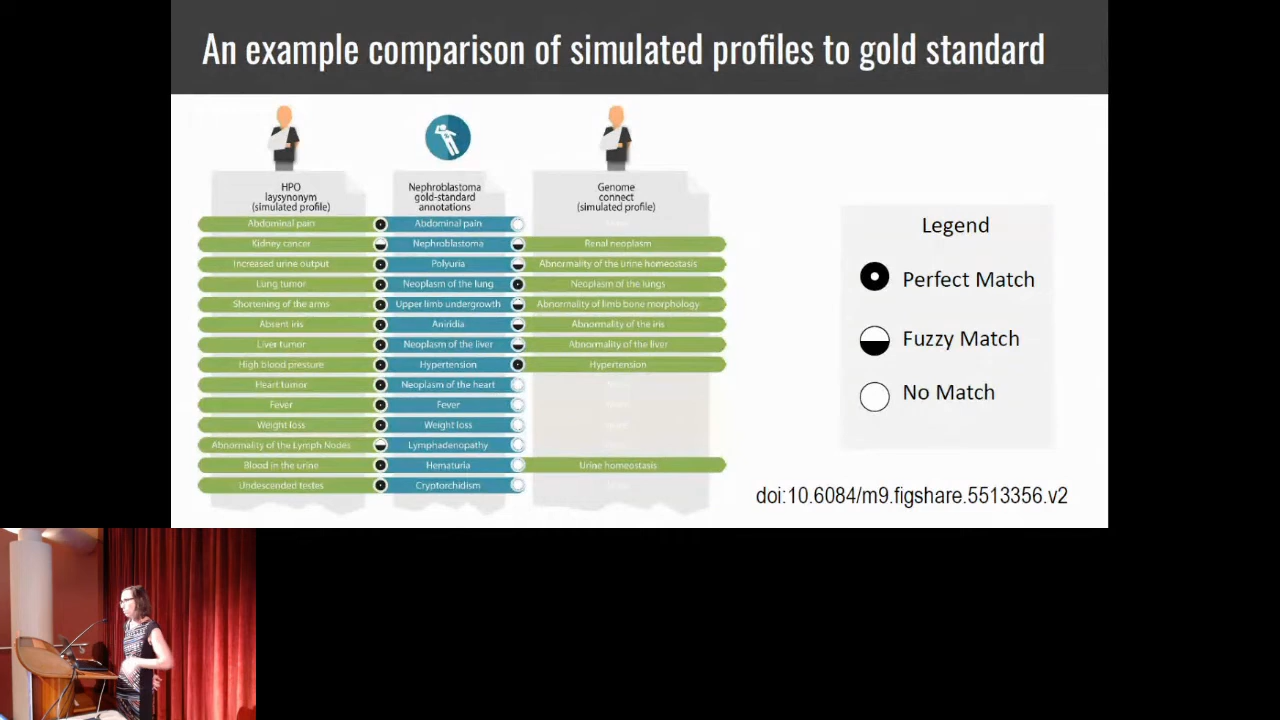 An example comparison of simulated profiles to gold standard
HPO
laysynonym
(simulated profile)
Nephroblastoma
gold-standard
annotations
Genome
connect
(simulated profile)
Abdominal pain
Abdominal pain
Kidney cancer
Nephroblastoma
Renal neoplasm
Increased urine output
Polyuria
Abnormality of the urine homeostasis
Lung tumor
Neoplasm of the lung
Neoplasm of the lungs
Shortening of the arms
Upper limb undergrowth
Abnormality of limb bone morphology
Absent iris
Aniridia
Abnormality of the iris
Liver tumor
Neoplasm of the liver
Abnormality of the liver
High blood pressure
Hypertension
Hypertension
Heart tumor
Neoplasm of the heart
Fever
Fever
Weight loss
Weight loss
Abnormality of the Lymph Nodes
Lymphadenopathy
Blood in the urine
Hematuria
Urine homeostasis
Undescended testes
Cryptorchidism
Legend
Perfect Match
Fuzzy Match
No Match
doi:10.6084/m9.figshare.5513356.v2